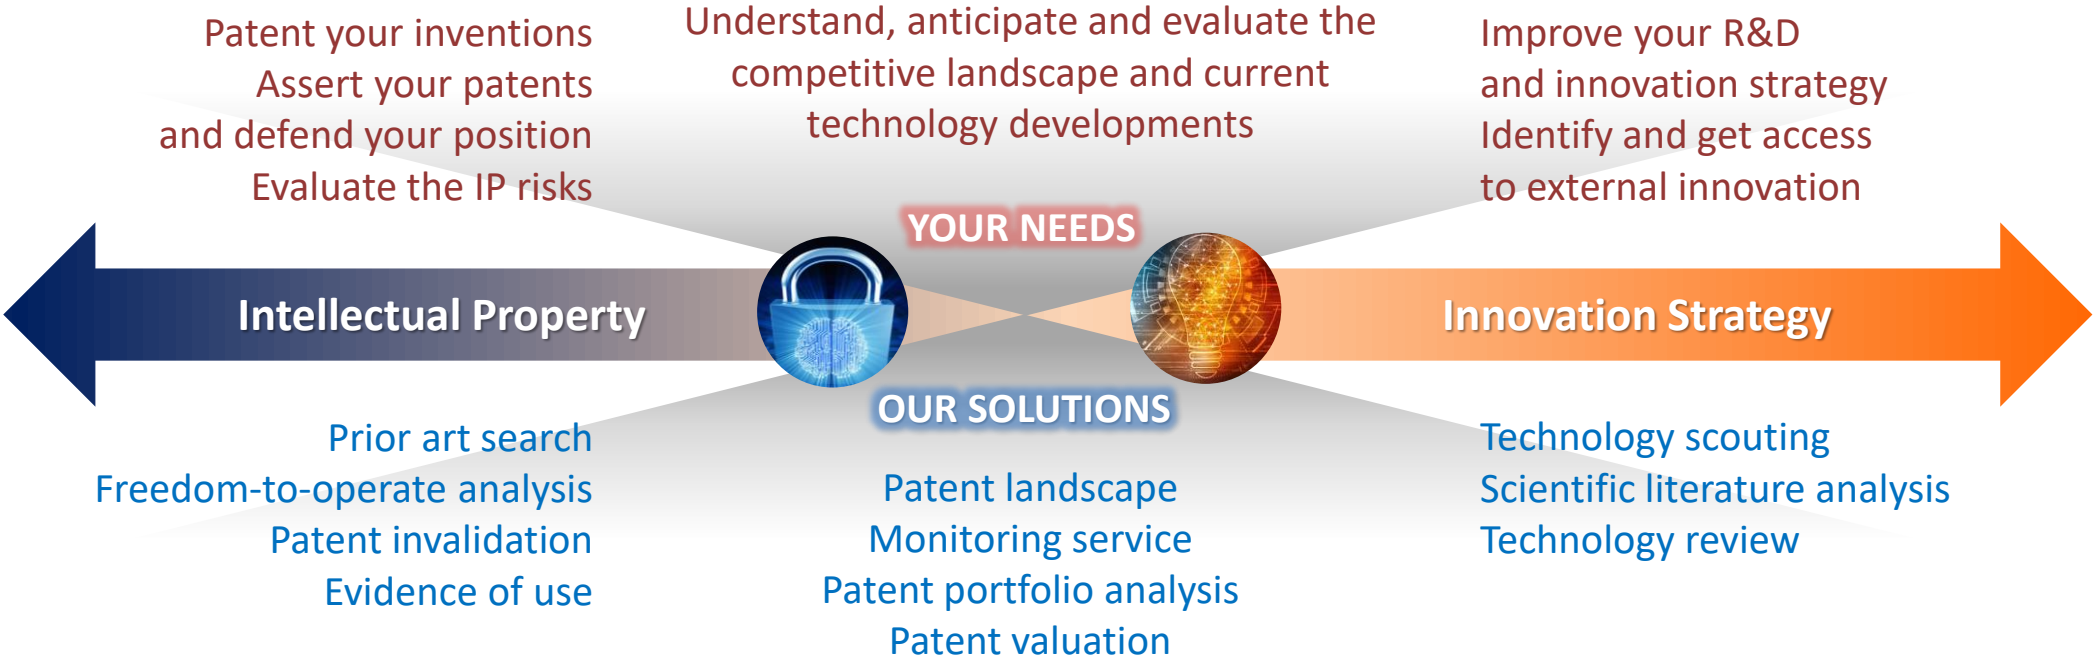 Patent your inventions
Assert your patents
and defend your position
Evaluate the IP risks
Understand, anticipate and evaluate the
competitive landscape and current
technology developments
Improve your R&D
and innovation strategy
Identify and get access
to external innovation
YOUR NEEDS
Intellectual Property
Innovation Strategy
OUR SOLUTIONS
Prior art search
Freedom-to-operate analysis
Patent invalidation
Evidence of use
Patent landscape
Monitoring service
Patent portfolio analysis
Patent valuation
Technology scouting
Scientific literature analysis
Technology review